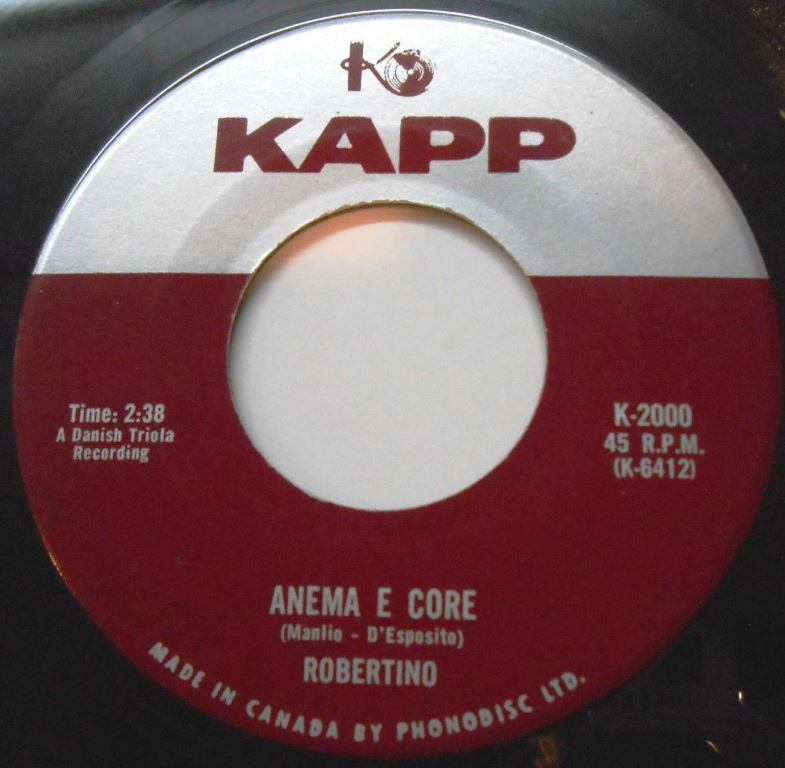 KAPP
Time: 2:38
A Danish Triola
Recording
K-2000
45 R.P.M.
(K-6412)
ANEMA E CORE
(Manlio - D'Esposito)
ROBERTINO
MADE IN CANADA BY PHONODISC LTD.